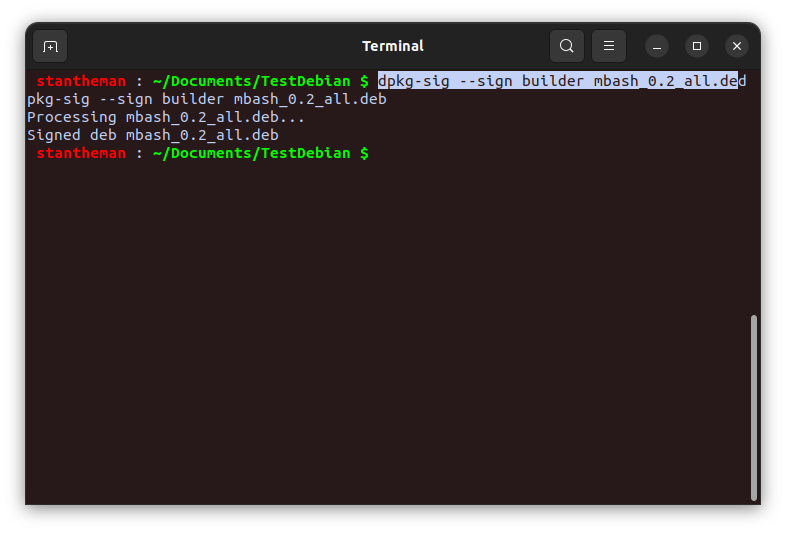 Terminal
stantheman : ~/Documents/TestDebian $ dpkg-sig --sign builder mbash_0.2_all.ded
pkg-sig --sign builder mbash_0.2_all.deb
Processing mbash_0.2_all.deb...
Signed deb mbash_0.2_all.deb
stantheman : ~/Documents/TestDebian $